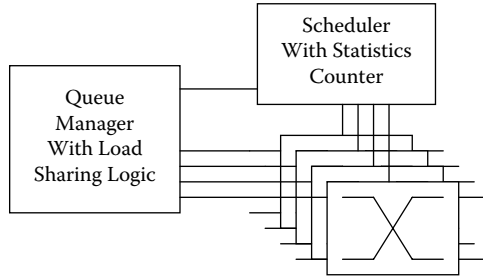 Scheduler
With Statistics
Counter
Queue
Manager
With Load
Sharing Logic